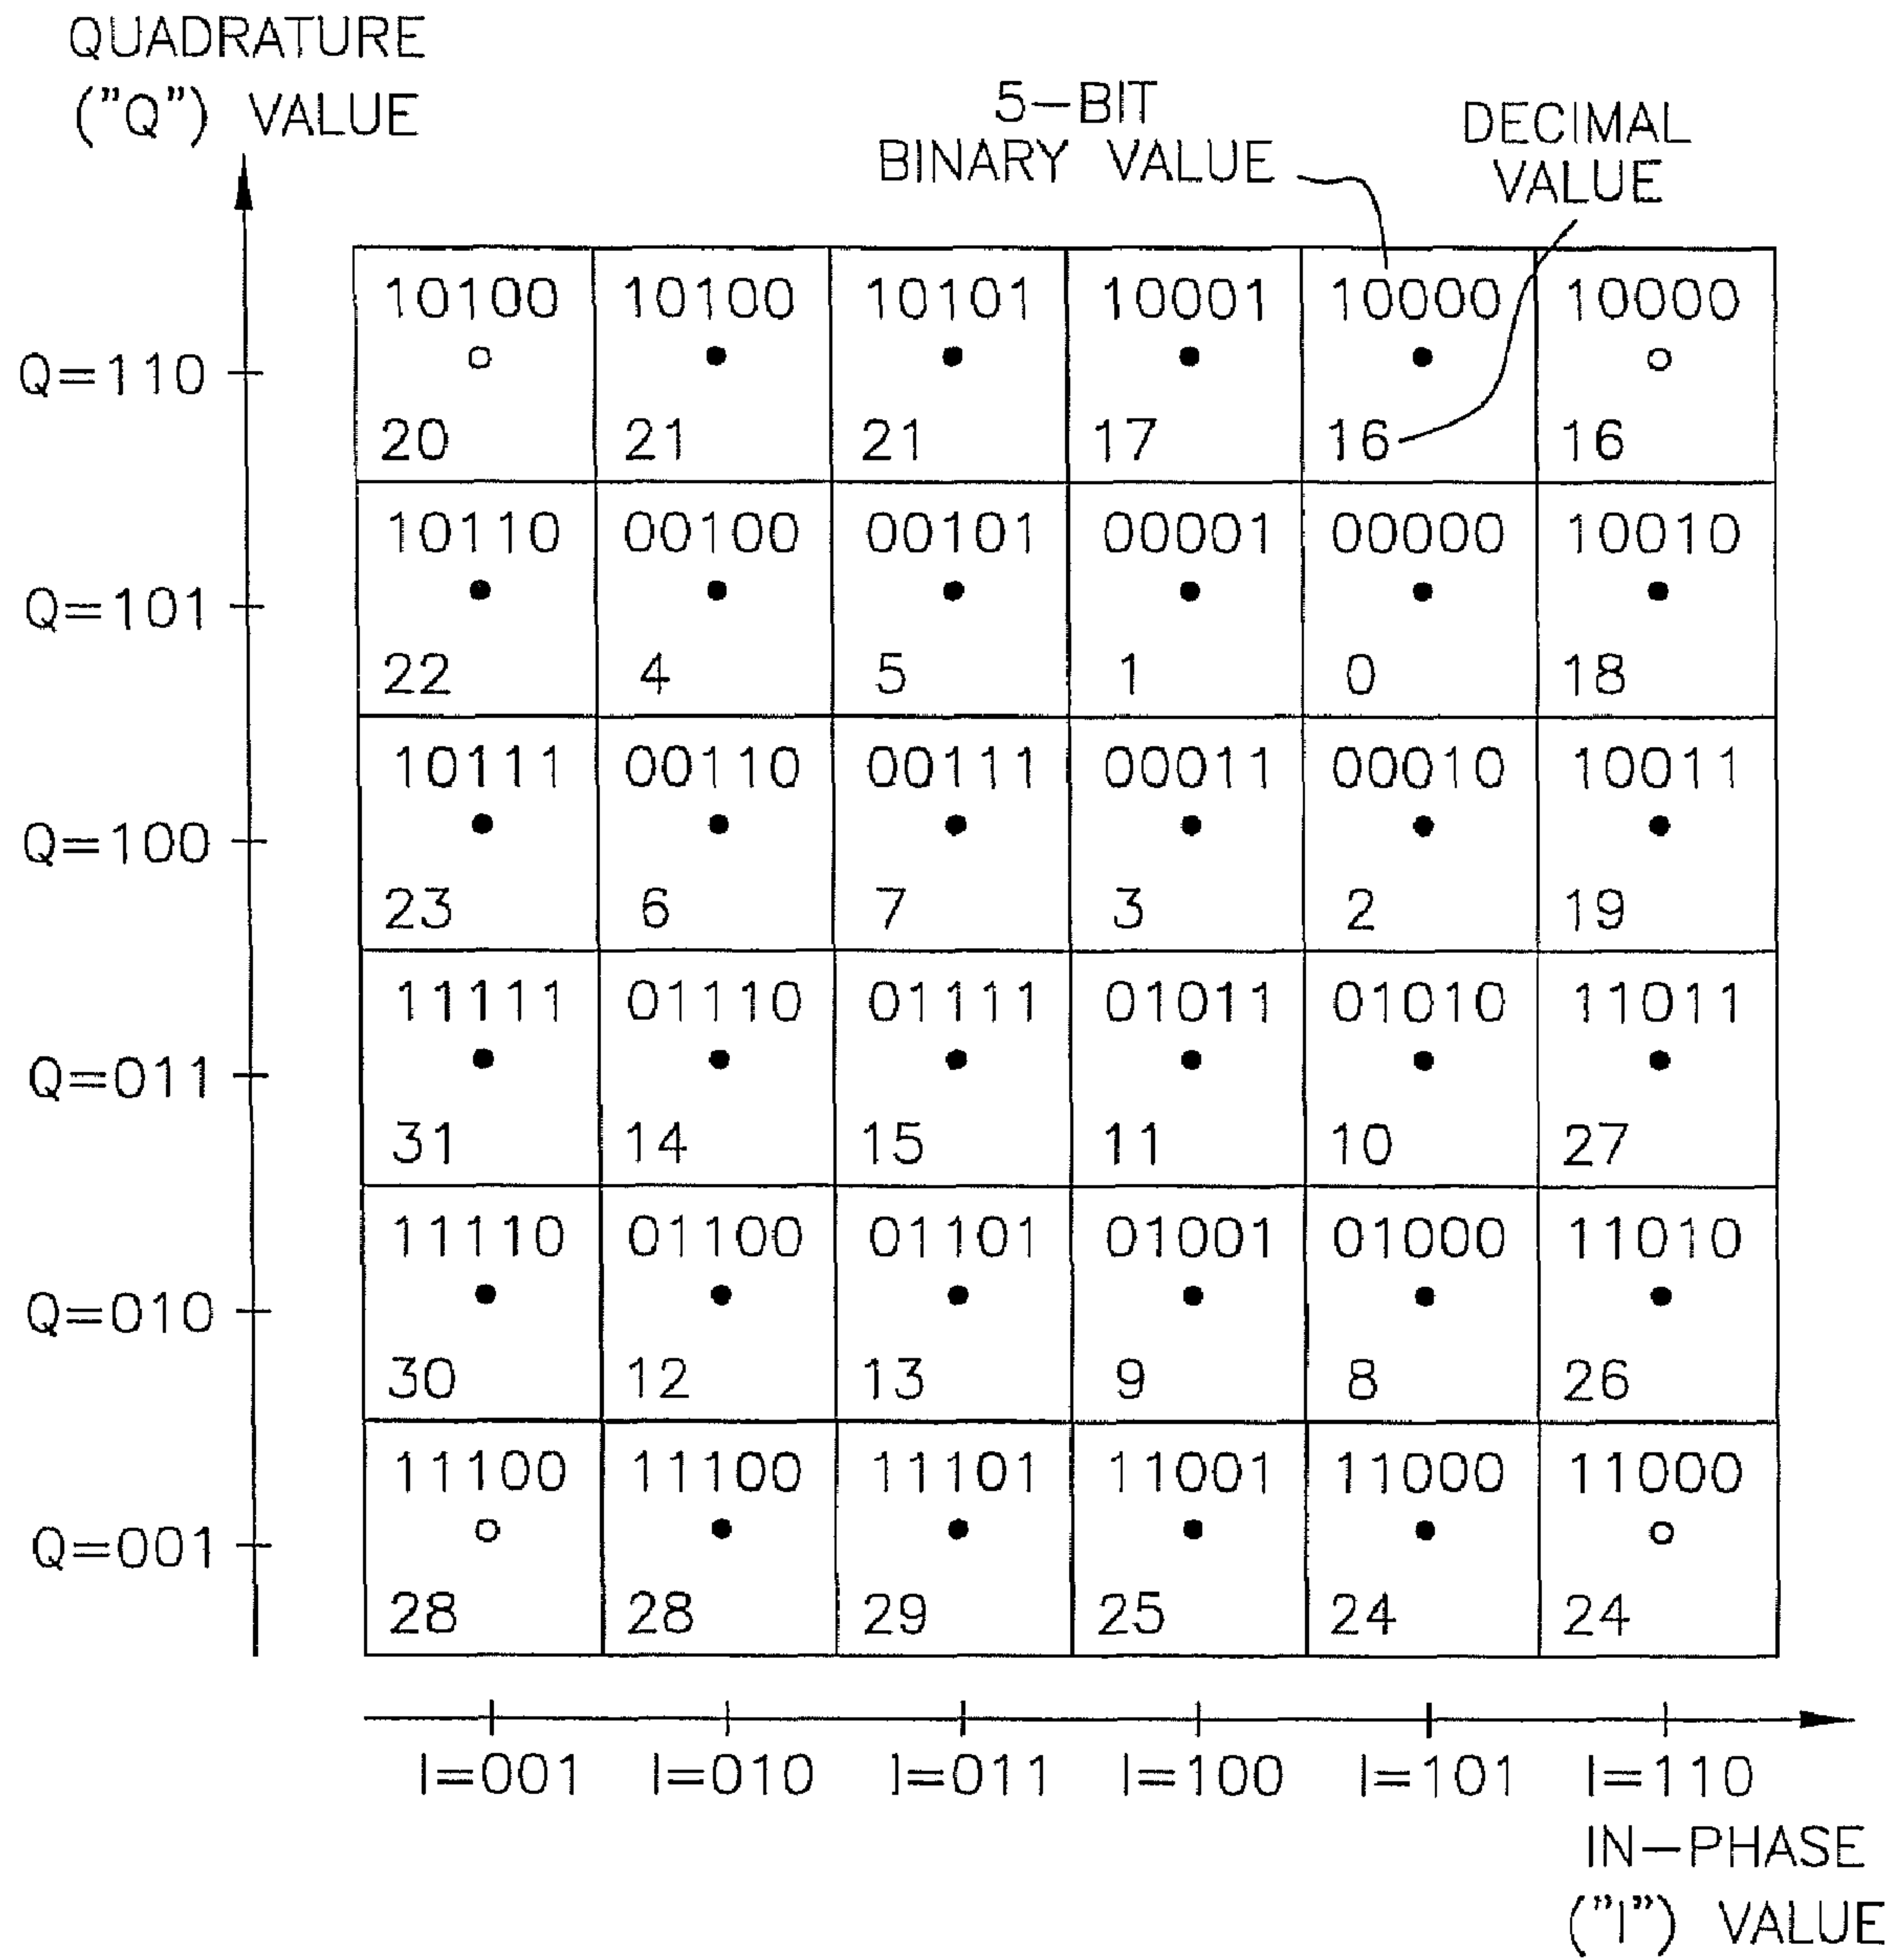 QUADRATURE
("Q") VALUE
5-BIT
BINARY VALUE
DECIMAL
VALUE
Q=110
10100 10100 10101 10001 10000 10000
20 21 21 17 16 16
Q=101
10110 00100 00101 00001 00000 10010
22 4 5 1 0 18
Q=100
10111 00110 00111 00011 00010 10011
23 6 7 3 2 19
Q=011
11111 01110 01111 01011 01010 11011
31 14 15 11 10 27
Q=010
11110 01100 01101 01001 01000 11010
30 12 13 9 8 26
Q=001
11100 11100 11101 11001 11000 11000
28 28 29 25 24 24
I=001 I=010 I=011 I=100 I=101 I=110
IN-PHASE
("I") VALUE